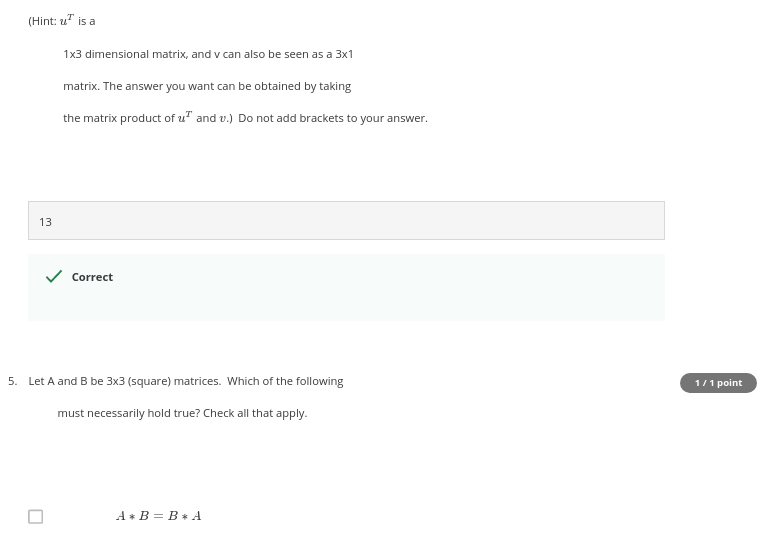 (Hint: u^T is a
1x3 dimensional matrix, and v can also be seen as a 3x1
matrix. The answer you want can be obtained by taking
the matrix product of u^T and v.) Do not add brackets to your answer.
13
Correct
5. Let A and B be 3x3 (square) matrices. Which of the following
1 / 1 point
must necessarily hold true? Check all that apply.
A ∗ B = B ∗ A